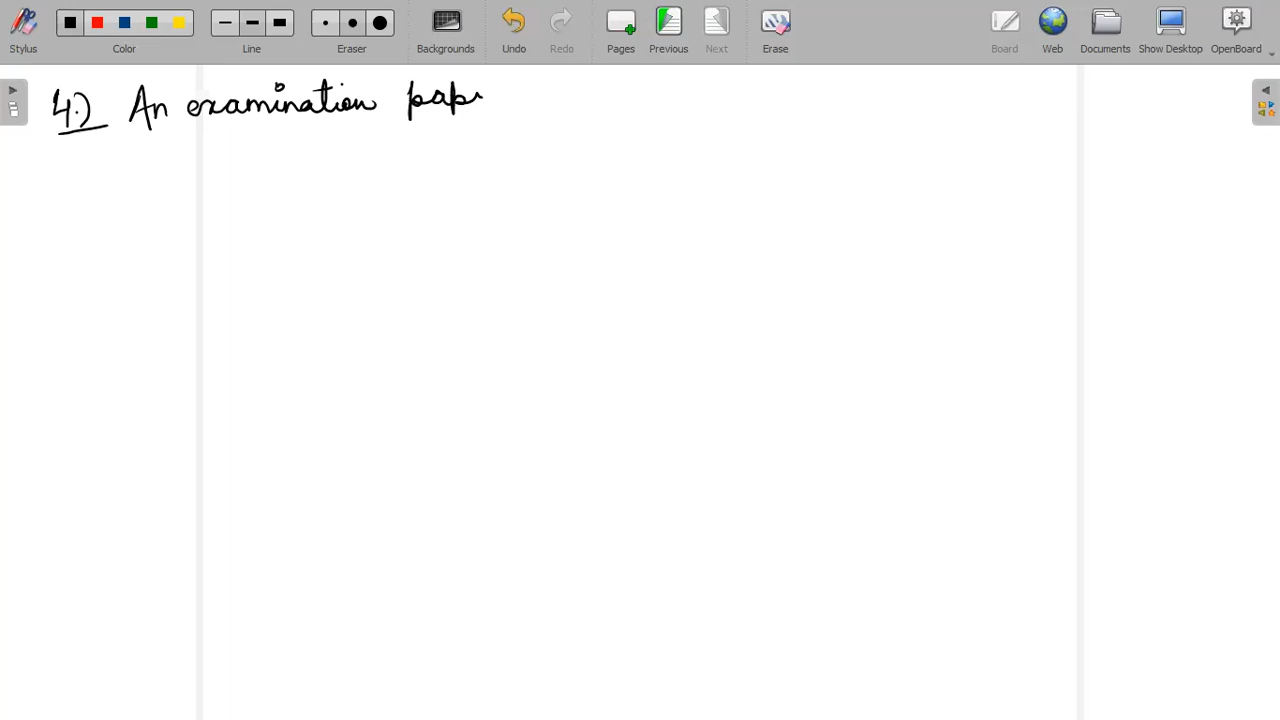 Stylus Color Line Eraser Backgrounds Undo Redo Pages Previous Next Erase Board Web Documents Show Desktop OpenBoard
4.) An examination pape